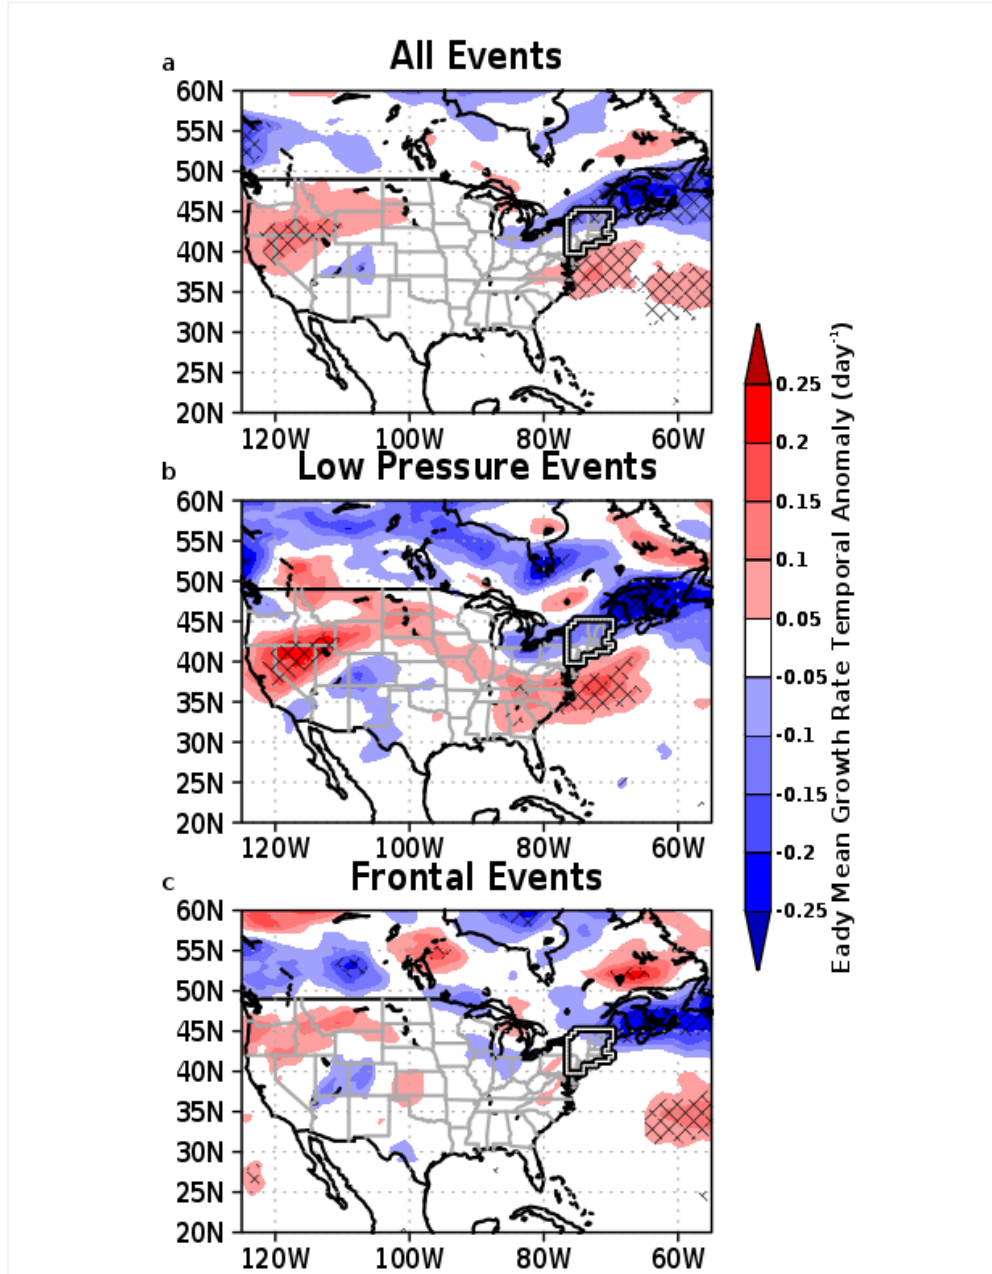 a
All Events
60N
55N
50N
45N
40N
35N
30N
25N
20N
120W 100W 80W 60W
b
Low Pressure Events
60N
55N
50N
45N
40N
35N
30N
25N
20N
120W 100W 80W 60W
c
Frontal Events
60N
55N
50N
45N
40N
35N
30N
25N
20N
120W 100W 80W 60W
0.25
0.2
0.15
0.1
0.05
-0.05
-0.1
-0.15
-0.2
-0.25
Eady Mean Growth Rate Temporal Anomaly (day⁻¹)